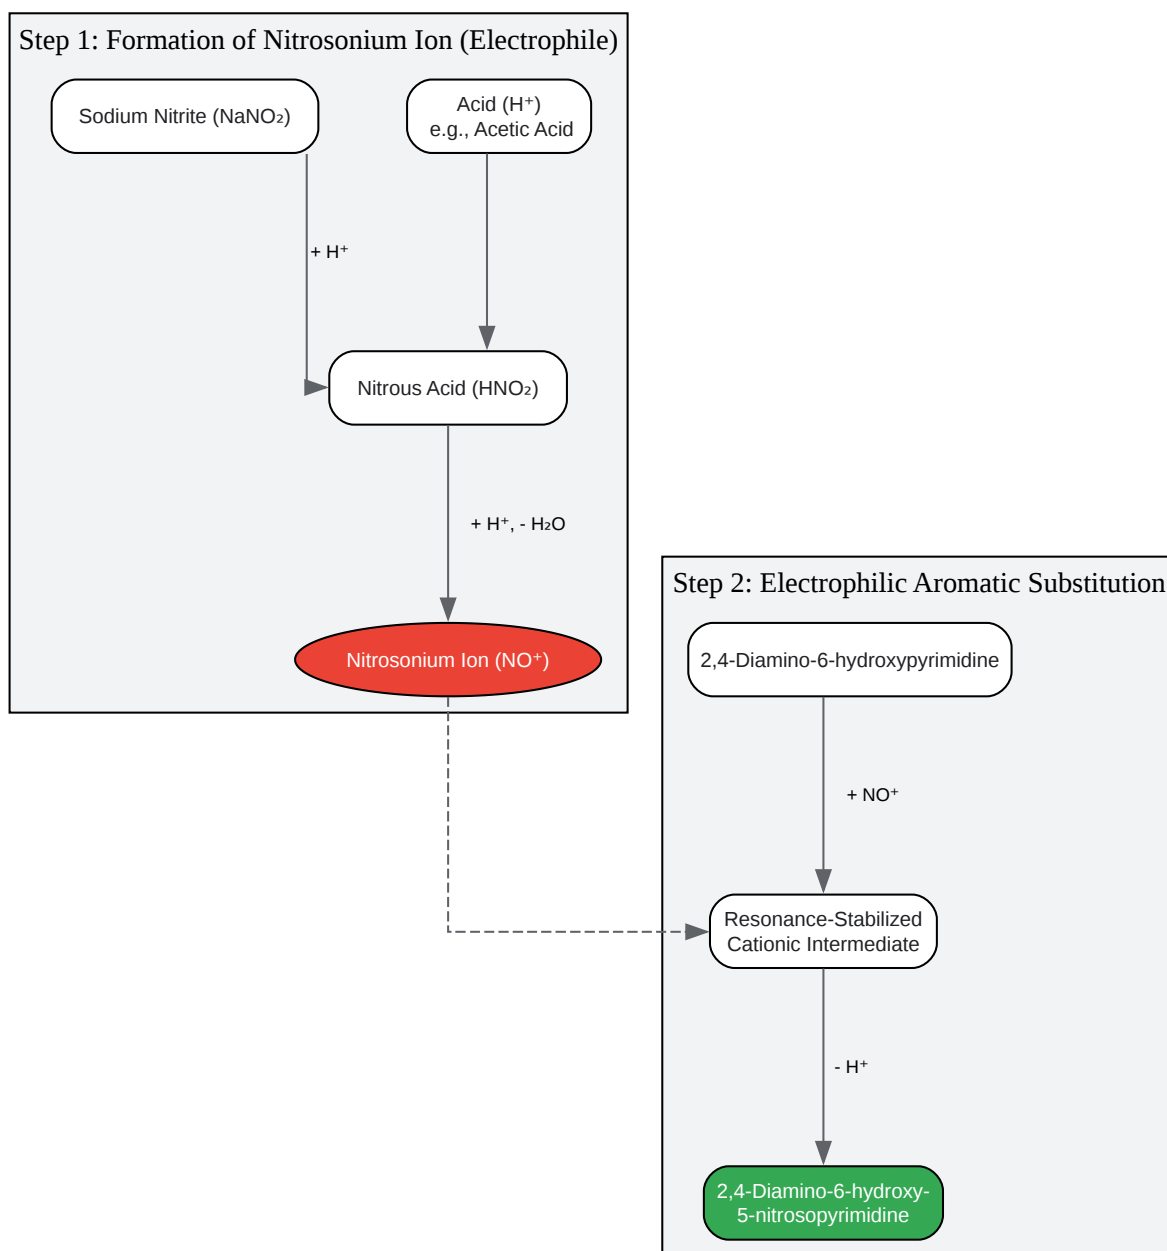 Step 1: Formation of Nitrosonium Ion (Electrophile)
Sodium Nitrite (NaNO₂)
Acid (H⁺)
e.g., Acetic Acid
+ H⁺
Nitrous Acid (HNO₂)
+ H⁺, - H₂O
Nitrosonium Ion (NO⁺)
Step 2: Electrophilic Aromatic Substitution
2,4-Diamino-6-hydroxypyrimidine
+ NO⁺
Resonance-Stabilized
Cationic Intermediate
- H⁺
2,4-Diamino-6-hydroxy-
5-nitrosopyrimidine